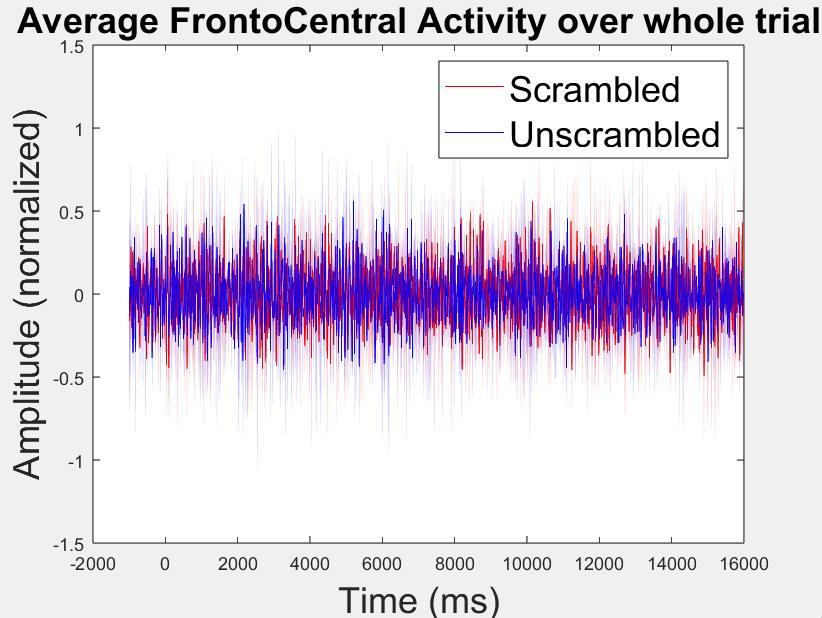 Average FrontoCentral Activity over whole trial
Scrambled
Unscrambled
Amplitude (normalized)
1.5
1
0.5
0
-0.5
-1
-1.5
-2000 0 2000 4000 6000 8000 10000 12000 14000 16000
Time (ms)